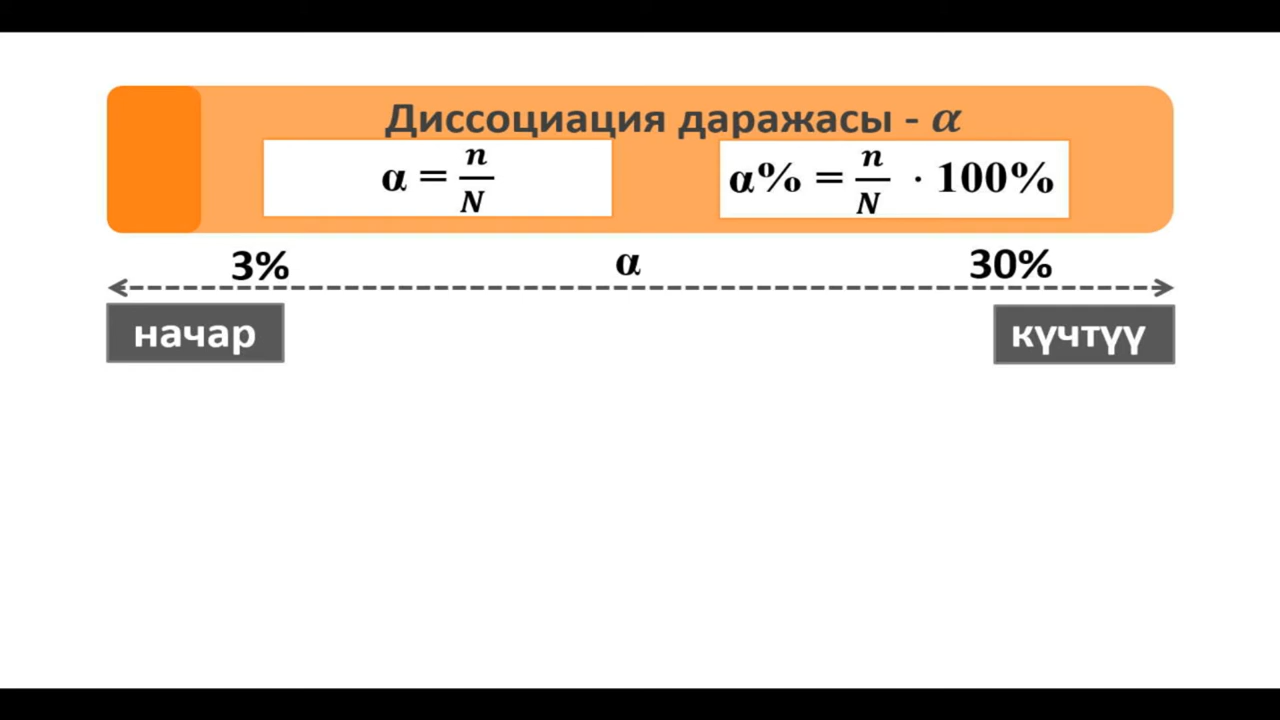 Диссоциация даражасы - α
α = n/N
α% = n/N · 100%
3% α 30%
начар күчтүү